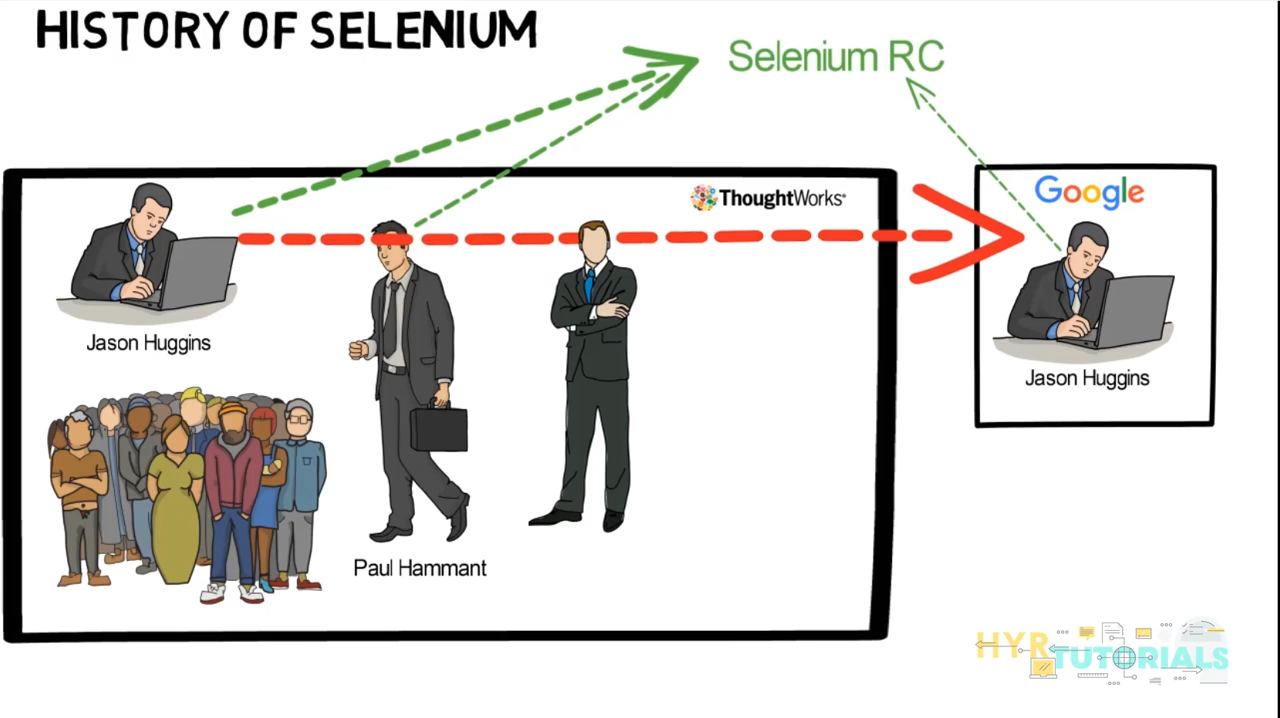 HISTORY OF SELENIUM
Selenium RC
ThoughtWorks®
Google
Jason Huggins
Jason Huggins
Paul Hammant
HYR TUTORIALS